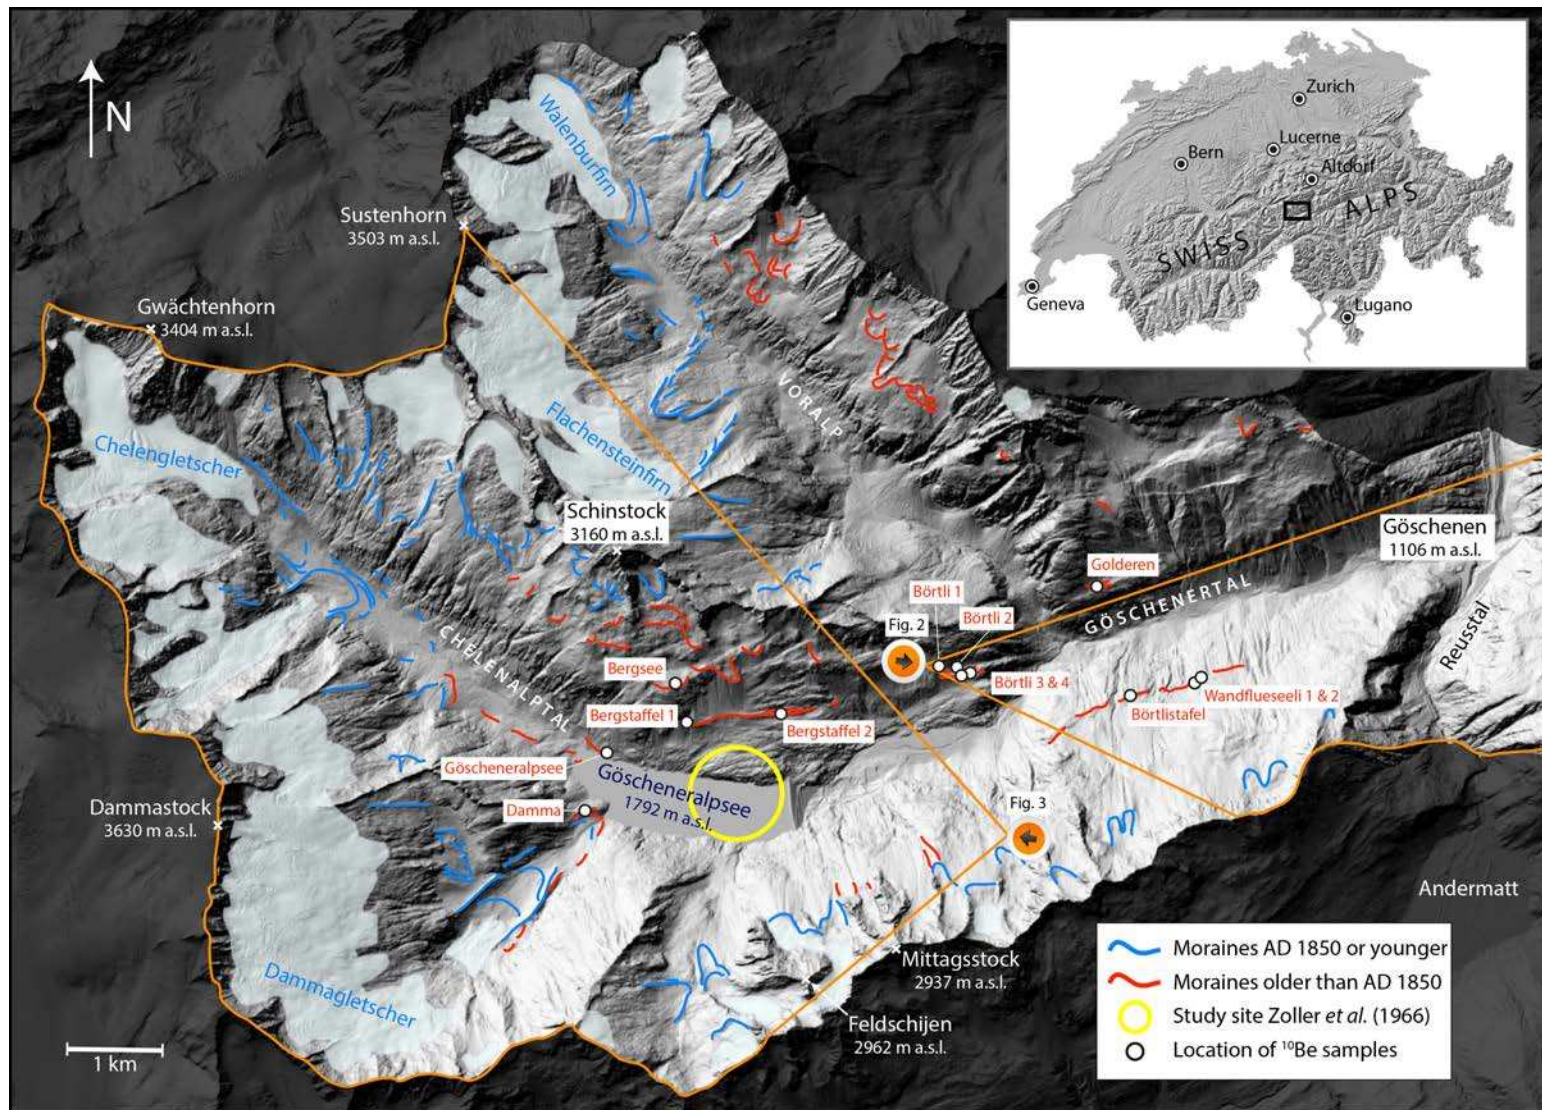 N
Walenburfirn
Sustenhorn
3503 m a.s.l.
Gwächtenhorn
3404 m a.s.l.
Chelengletscher
Flachensteinfirn
VORALP
Schinstock
3160 m a.s.l.
CHELENALPTAL
Göschenen
1106 m a.s.l.
Golderen
GÖSCHENERTAL
Reusstal
Börtli 1
Börtli 2
Fig. 2
Börtli 3 & 4
Wandflueseeli 1 & 2
Börtlistafel
Bergsee
Bergstaffel 1
Bergstaffel 2
Göscheneralpsee
Göscheneralpsee
1792 m a.s.l.
Damma
Dammastock
3630 m a.s.l.
Fig. 3
Andermatt
Mittagsstock
2937 m a.s.l.
Feldschijen
2962 m a.s.l.
Dammagletscher
1 km
Zurich
Lucerne
Bern
Altdorf
SWISS ALPS
Geneva
Lugano
Moraines AD 1850 or younger
Moraines older than AD 1850
Study site Zoller et al. (1966)
Location of ¹⁰Be samples